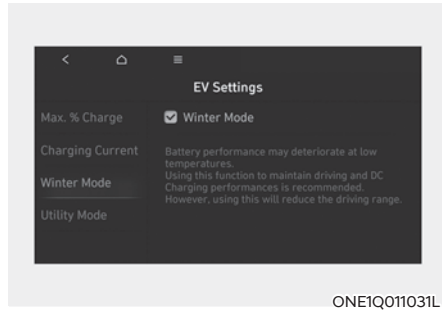 EV Settings
Max. % Charge
Winter Mode
Charging Current
Battery performance may deteriorate at low
temperatures.
Using this function to maintain driving and DC
Winter Mode
Charging performances is recommended.
However, using this will reduce the driving range.
Utility Mode
ONE1Q011031L